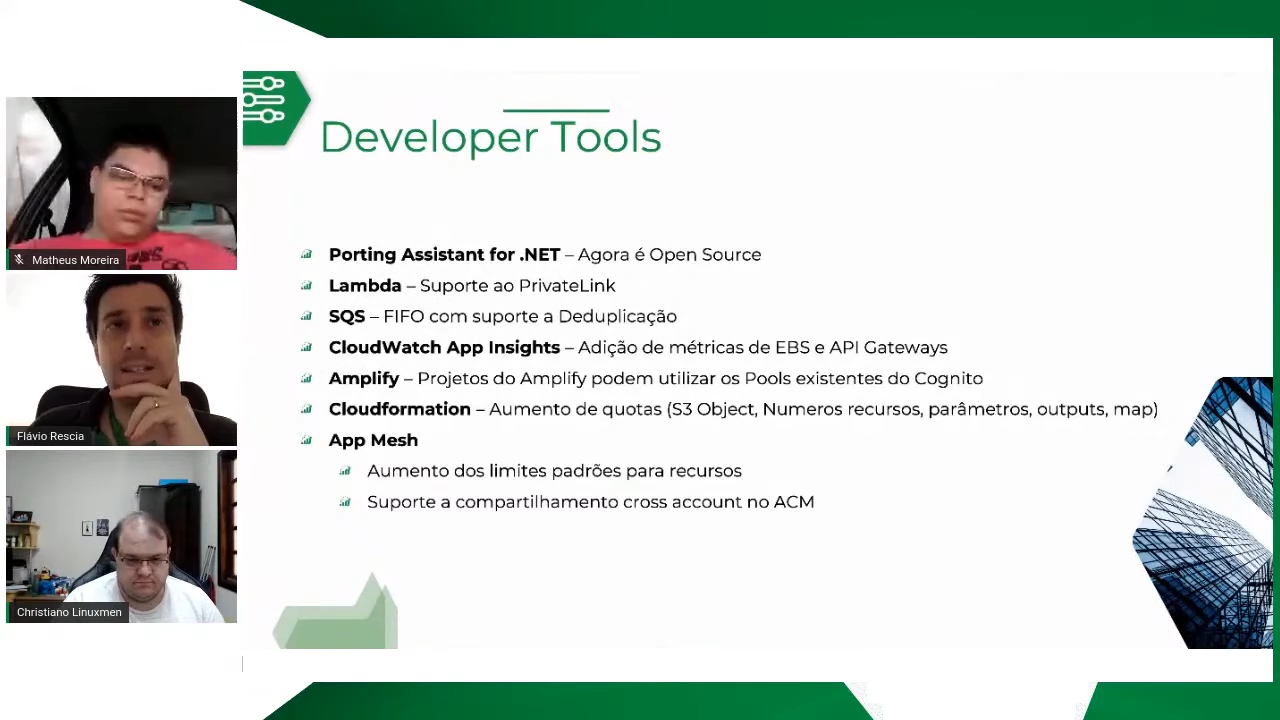 Developer Tools
Porting Assistant for .NET – Agora é Open Source
Lambda – Suporte ao PrivateLink
SQS – FIFO com suporte a Deduplicação
CloudWatch App Insights – Adição de métricas de EBS e API Gateways
Amplify – Projetos do Amplify podem utilizar os Pools existentes do Cognito
Cloudformation – Aumento de quotas (S3 Object, Numeros recursos, parâmetros, outputs, map)
App Mesh
Aumento dos limites padrões para recursos
Suporte a compartilhamento cross account no ACM
Matheus Moreira
Flávio Rescia
Christiano Linuxmen